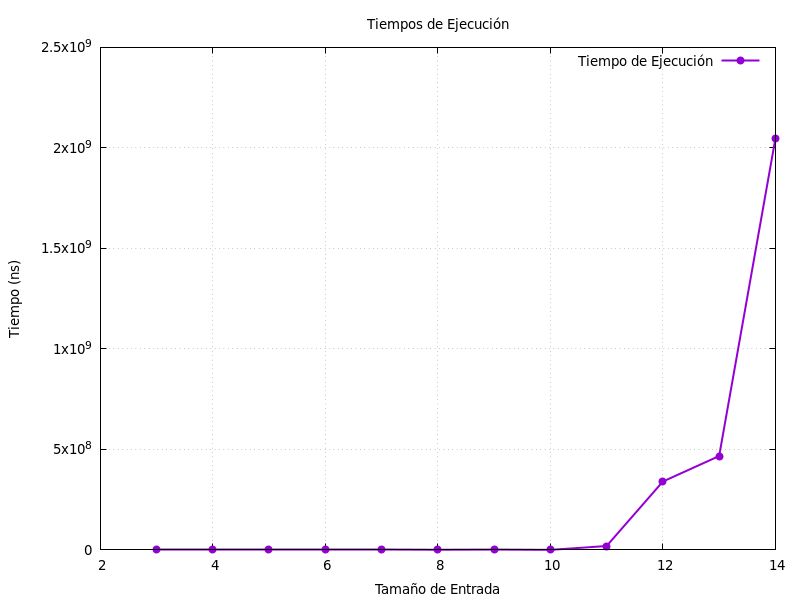 Tiempos de Ejecución
Tiempo de Ejecución
2.5x10⁹
2x10⁹
1.5x10⁹
1x10⁹
5x10⁸
0
Tiempo (ns)
2 4 6 8 10 12 14
Tamaño de Entrada